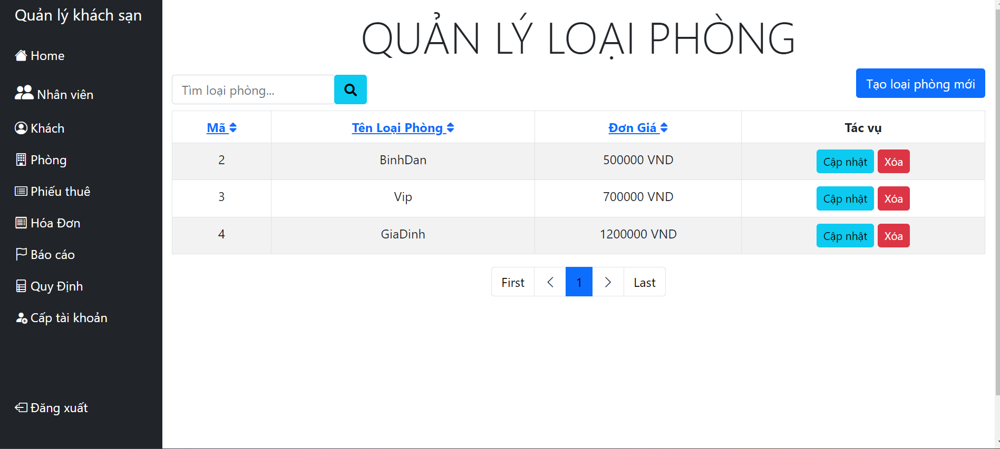 Quản lý khách sạn
Home
Nhân viên
Khách
Phòng
Phiếu thuê
Hóa Đơn
Báo cáo
Quy Định
Cấp tài khoản
Đăng xuất
QUẢN LÝ LOẠI PHÒNG
Tìm loại phòng...
Tạo loại phòng mới
Mã Tên Loại Phòng Đơn Giá Tác vụ
2 BinhDan 500000 VND Cập nhật Xóa
3 Vip 700000 VND Cập nhật Xóa
4 GiaDinh 1200000 VND Cập nhật Xóa
First 1 Last